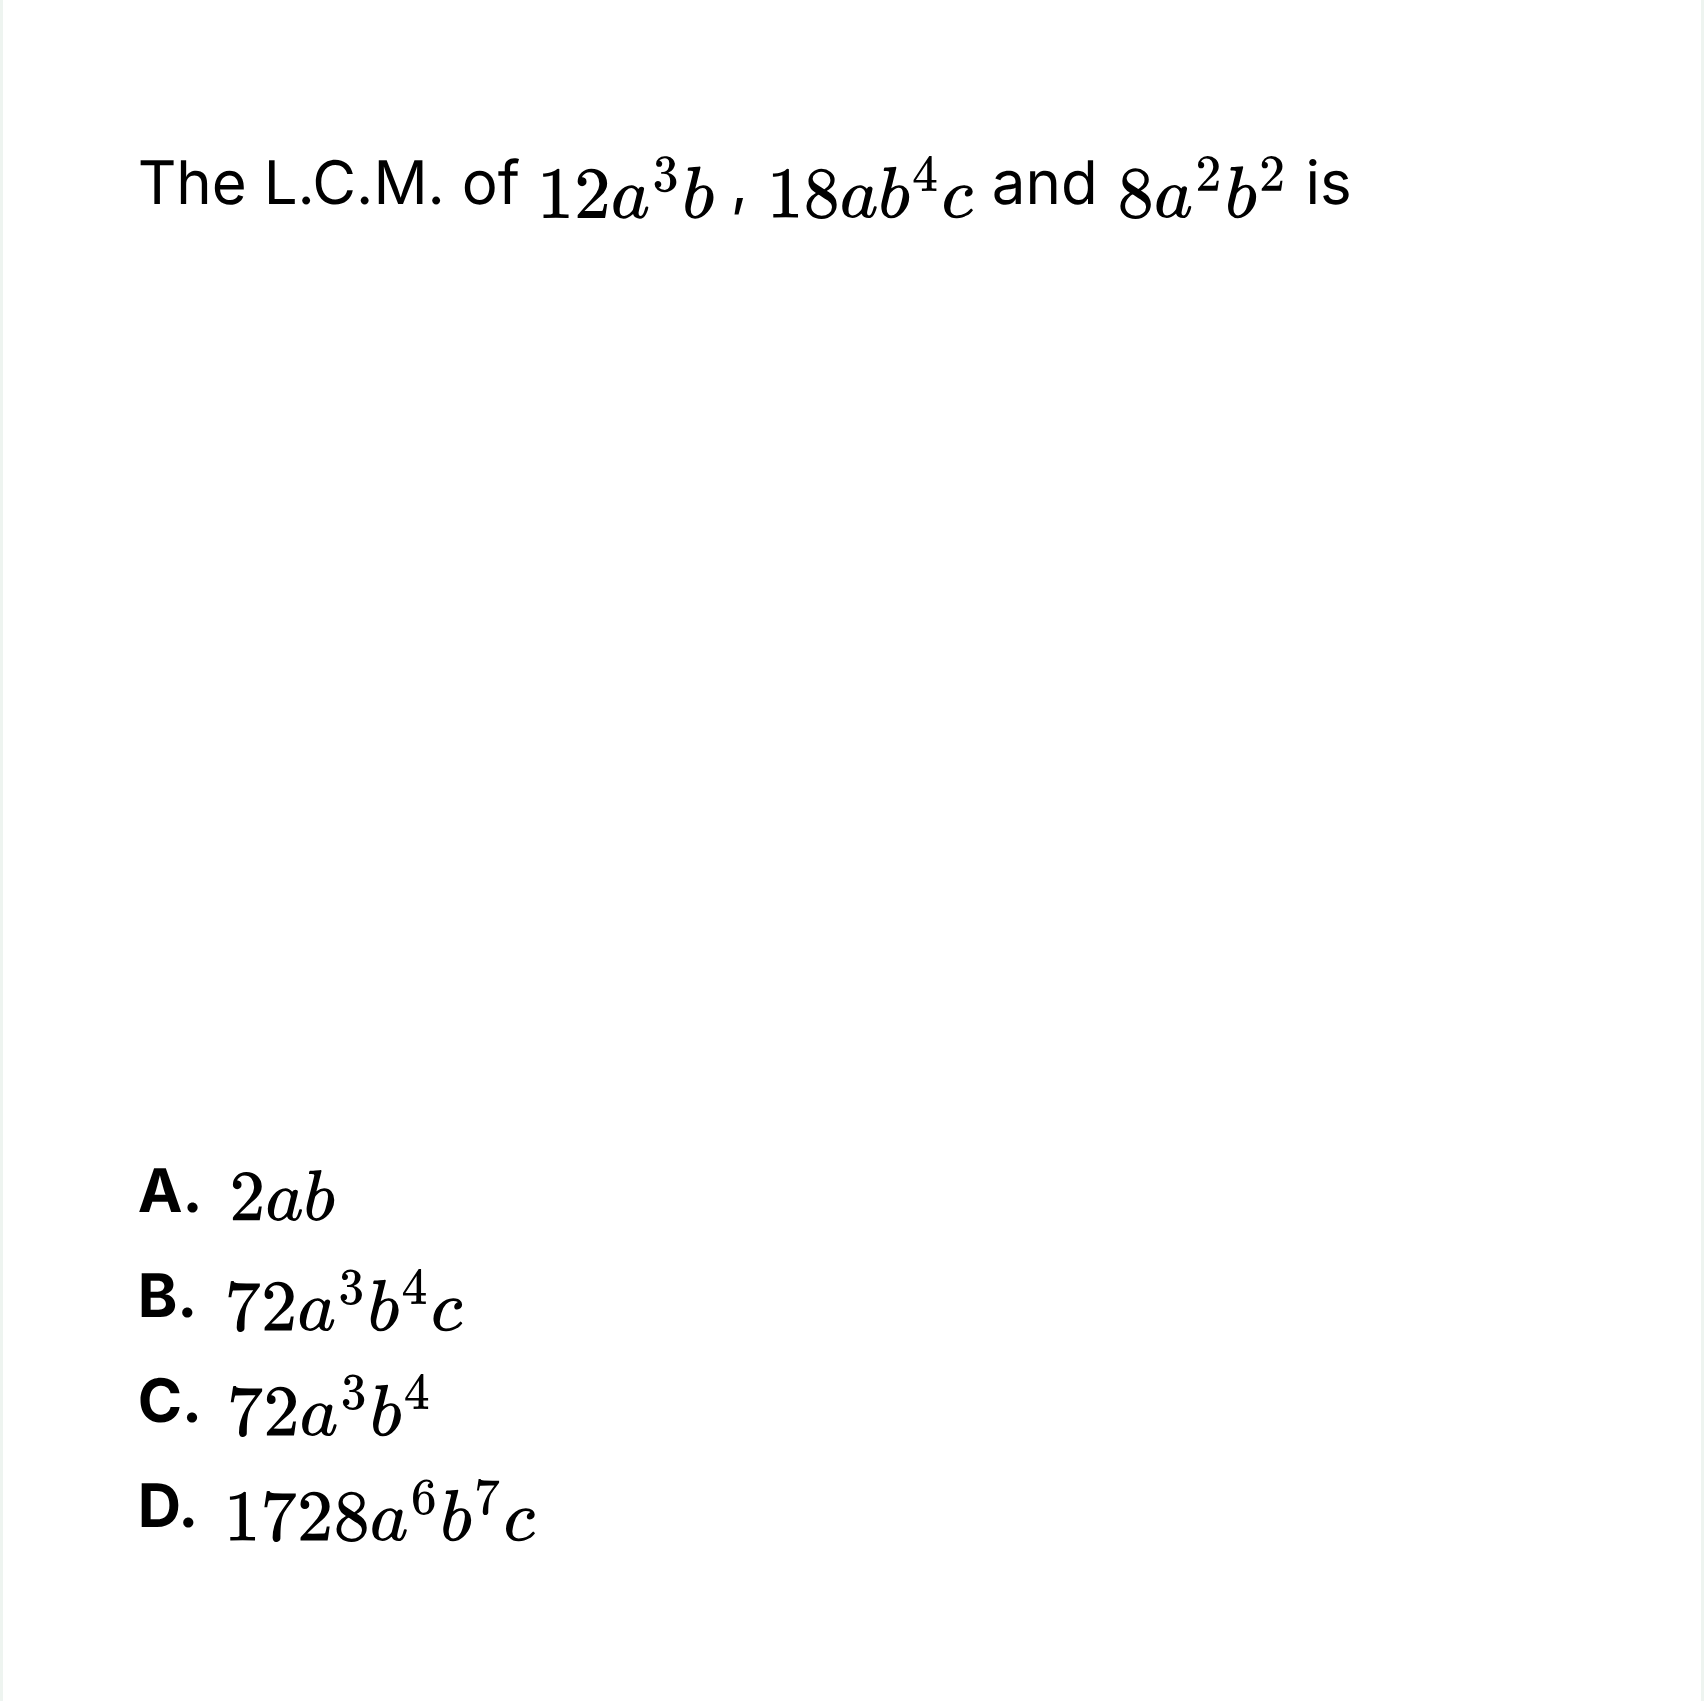 The L.C.M. of 12a³b , 18ab⁴c and 8a²b² is
A. 2ab
B. 72a³b⁴c
C. 72a³b⁴
D. 1728a⁶b⁷c